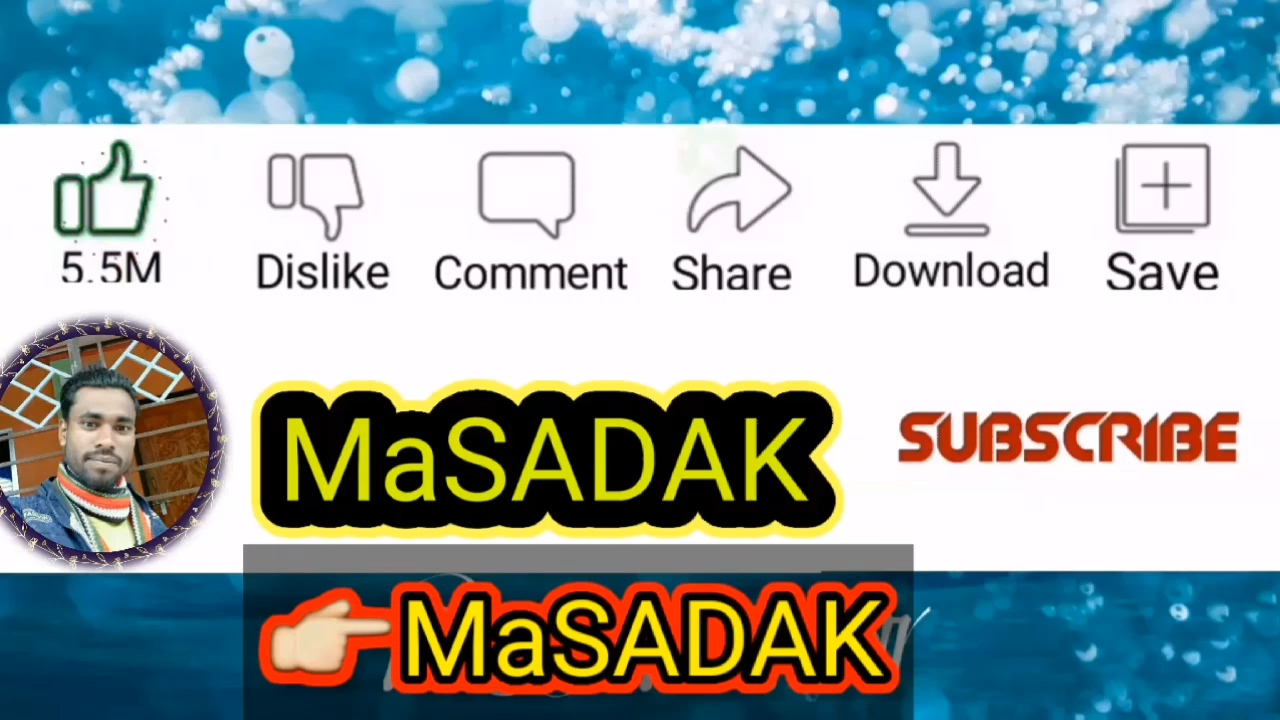 5.5M Dislike Comment Share Download Save
MaSADAK SUBSCRIBE
MaSADAK